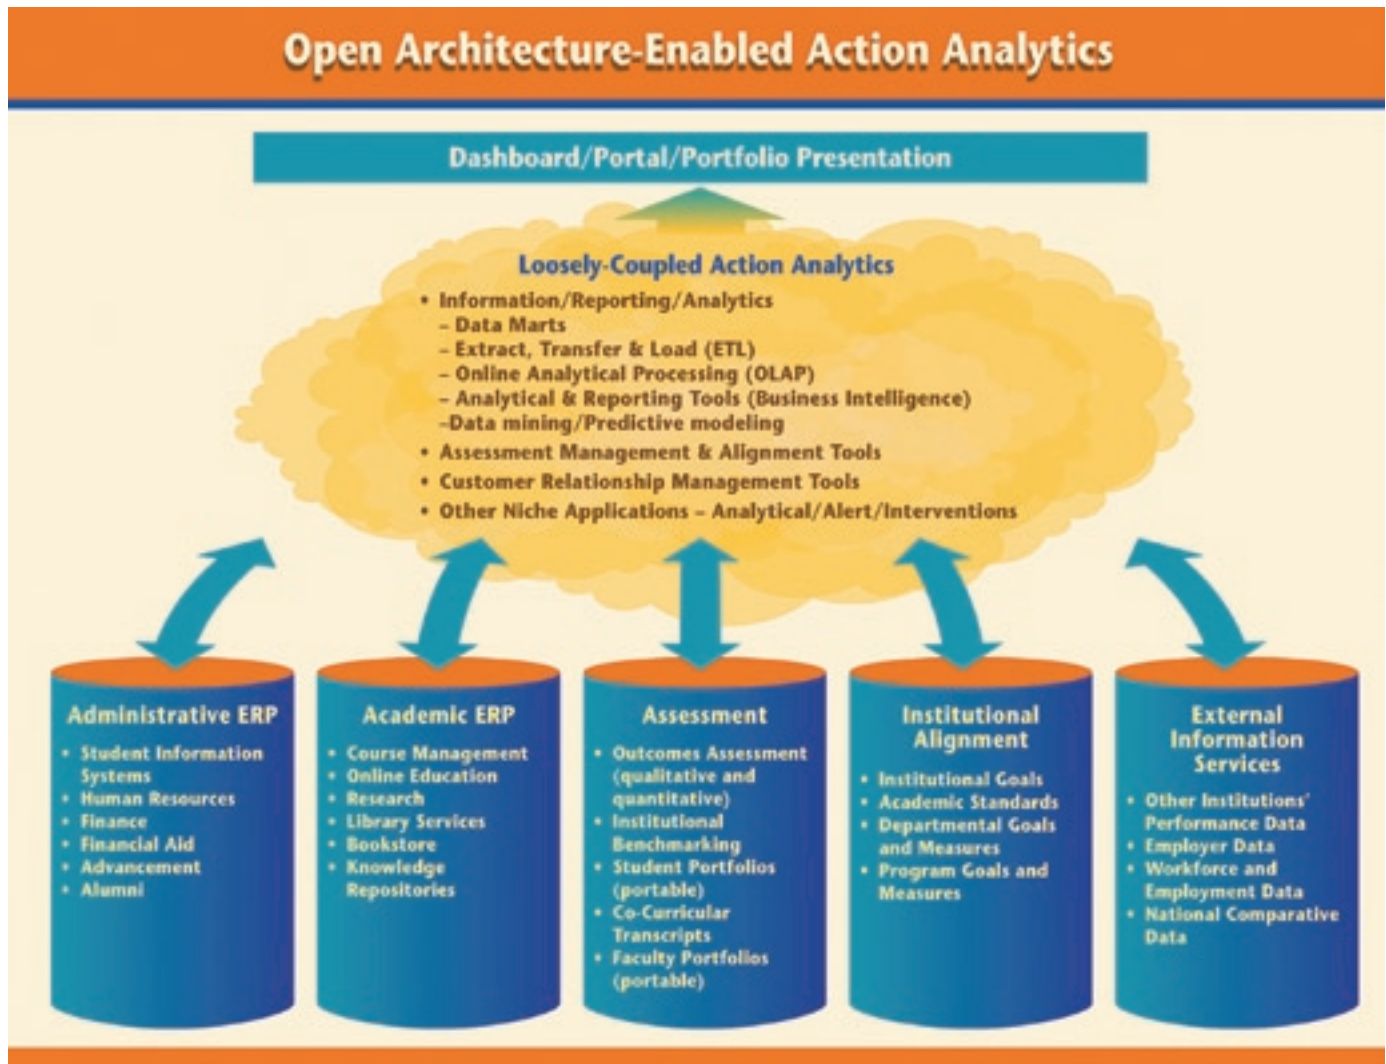 Open Architecture-Enabled Action Analytics
Dashboard/Portal/Portfolio Presentation
Loosely-Coupled Action Analytics
• Information/Reporting/Analytics
– Data Marts
– Extract, Transfer & Load (ETL)
– Online Analytical Processing (OLAP)
– Analytical & Reporting Tools (Business Intelligence)
–Data mining/Predictive modeling
• Assessment Management & Alignment Tools
• Customer Relationship Management Tools
• Other Niche Applications – Analytical/Alert/Interventions
Administrative ERP
• Student Information
Systems
• Human Resources
• Finance
• Financial Aid
• Advancement
• Alumni
Academic ERP
• Course Management
• Online Education
• Research
• Library Services
• Bookstore
• Knowledge
Repositories
Assessment
• Outcomes Assessment
(qualitative and
quantitative)
• Institutional
Benchmarking
• Student Portfolios
(portable)
• Co-Curricular
Transcripts
• Faculty Portfolios
(portable)
Institutional
Alignment
• Institutional Goals
• Academic Standards
• Departmental Goals
and Measures
• Program Goals and
Measures
External
Information
Services
• Other Institutions'
Performance Data
• Employer Data
• Workforce and
Employment Data
• National Comparative
Data